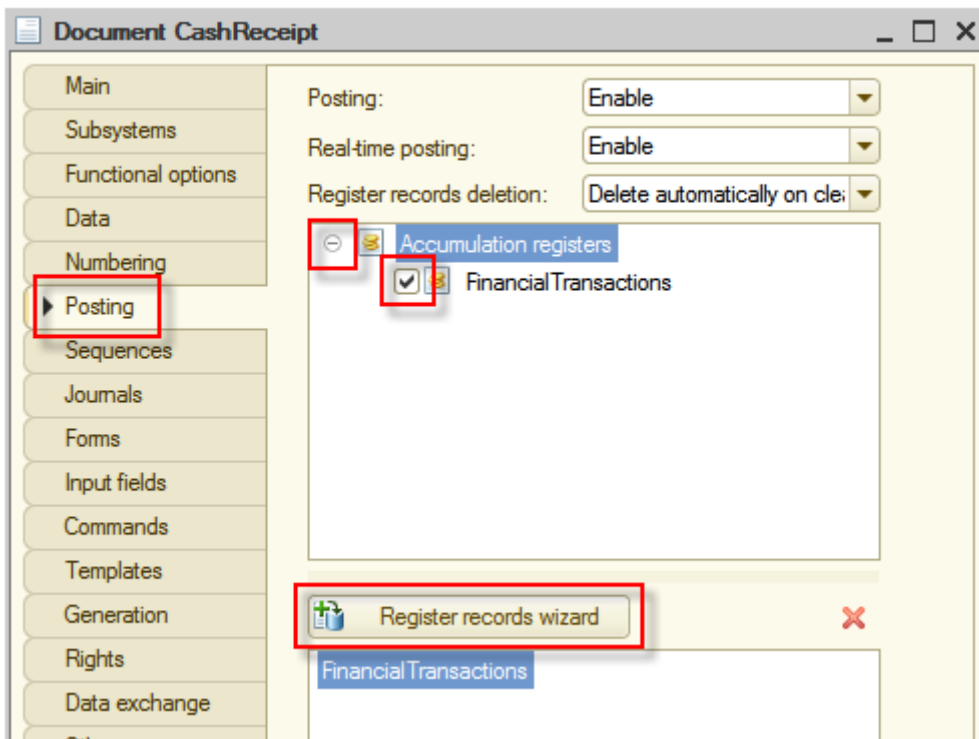 Document CashReceipt
Main
Subsystems
Functional options
Data
Numbering
Posting
Sequences
Journals
Forms
Input fields
Commands
Templates
Generation
Rights
Data exchange
Posting:
Enable
Real-time posting:
Enable
Register records deletion:
Delete automatically on clea
Accumulation registers
FinancialTransactions
Register records wizard
FinancialTransactions